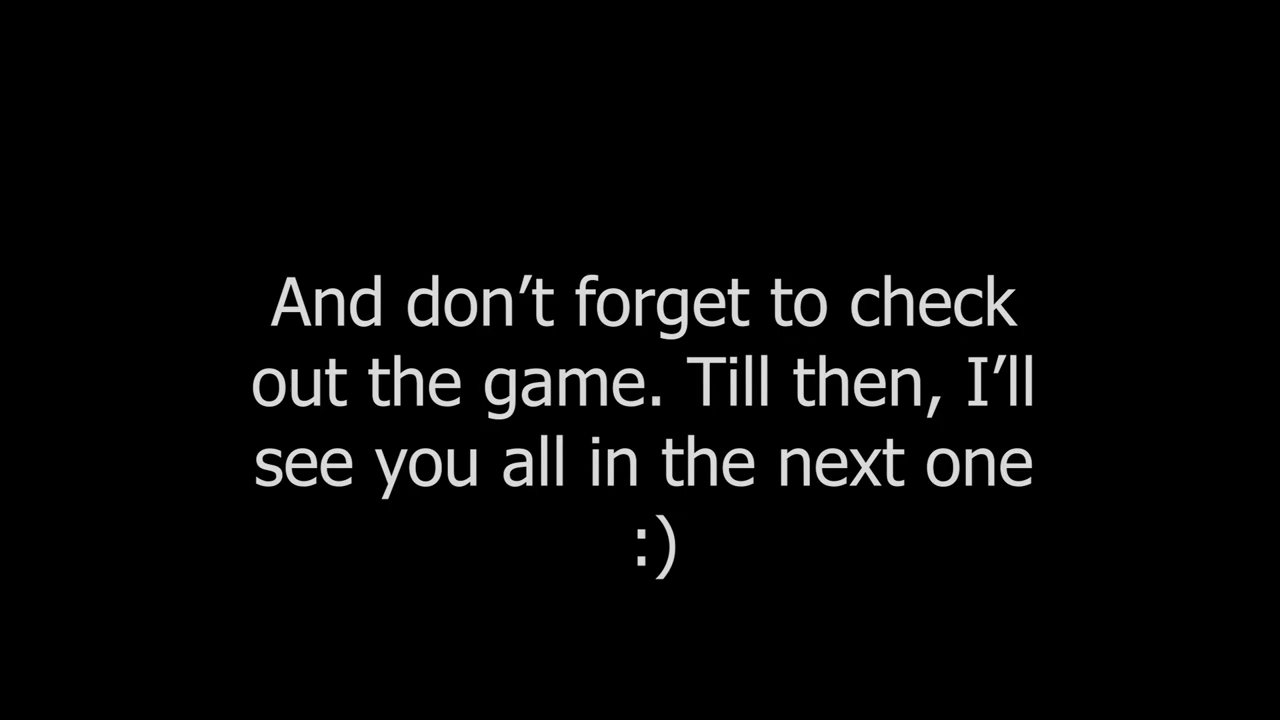 And don’t forget to check
out the game. Till then, I’ll
see you all in the next one
:)